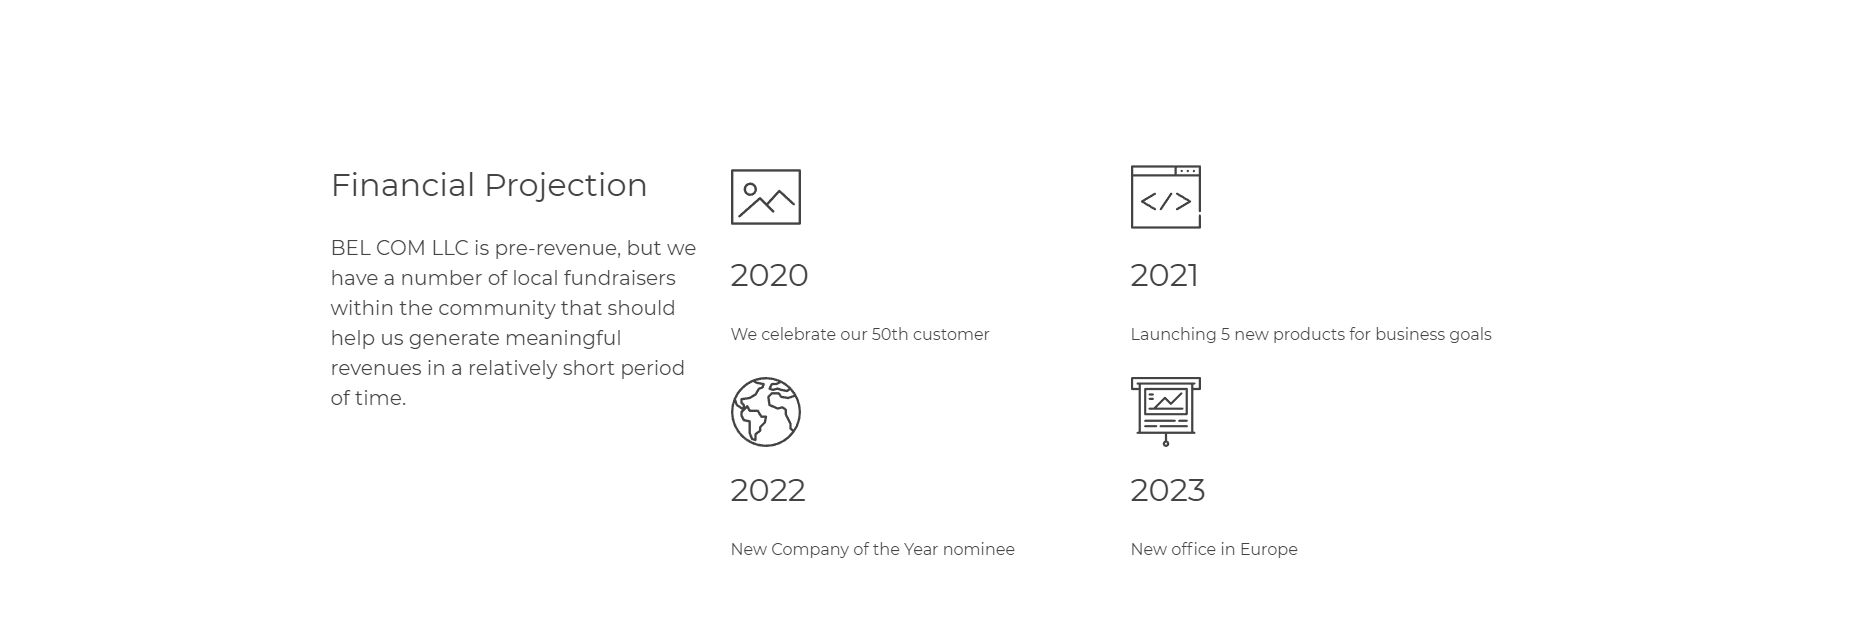 Financial Projection
BEL COM LLC is pre-revenue, but we
have a number of local fundraisers
within the community that should
help us generate meaningful
revenues in a relatively short period
of time.
2020
We celebrate our 50th customer
2021
Launching 5 new products for business goals
2022
New Company of the Year nominee
2023
New office in Europe